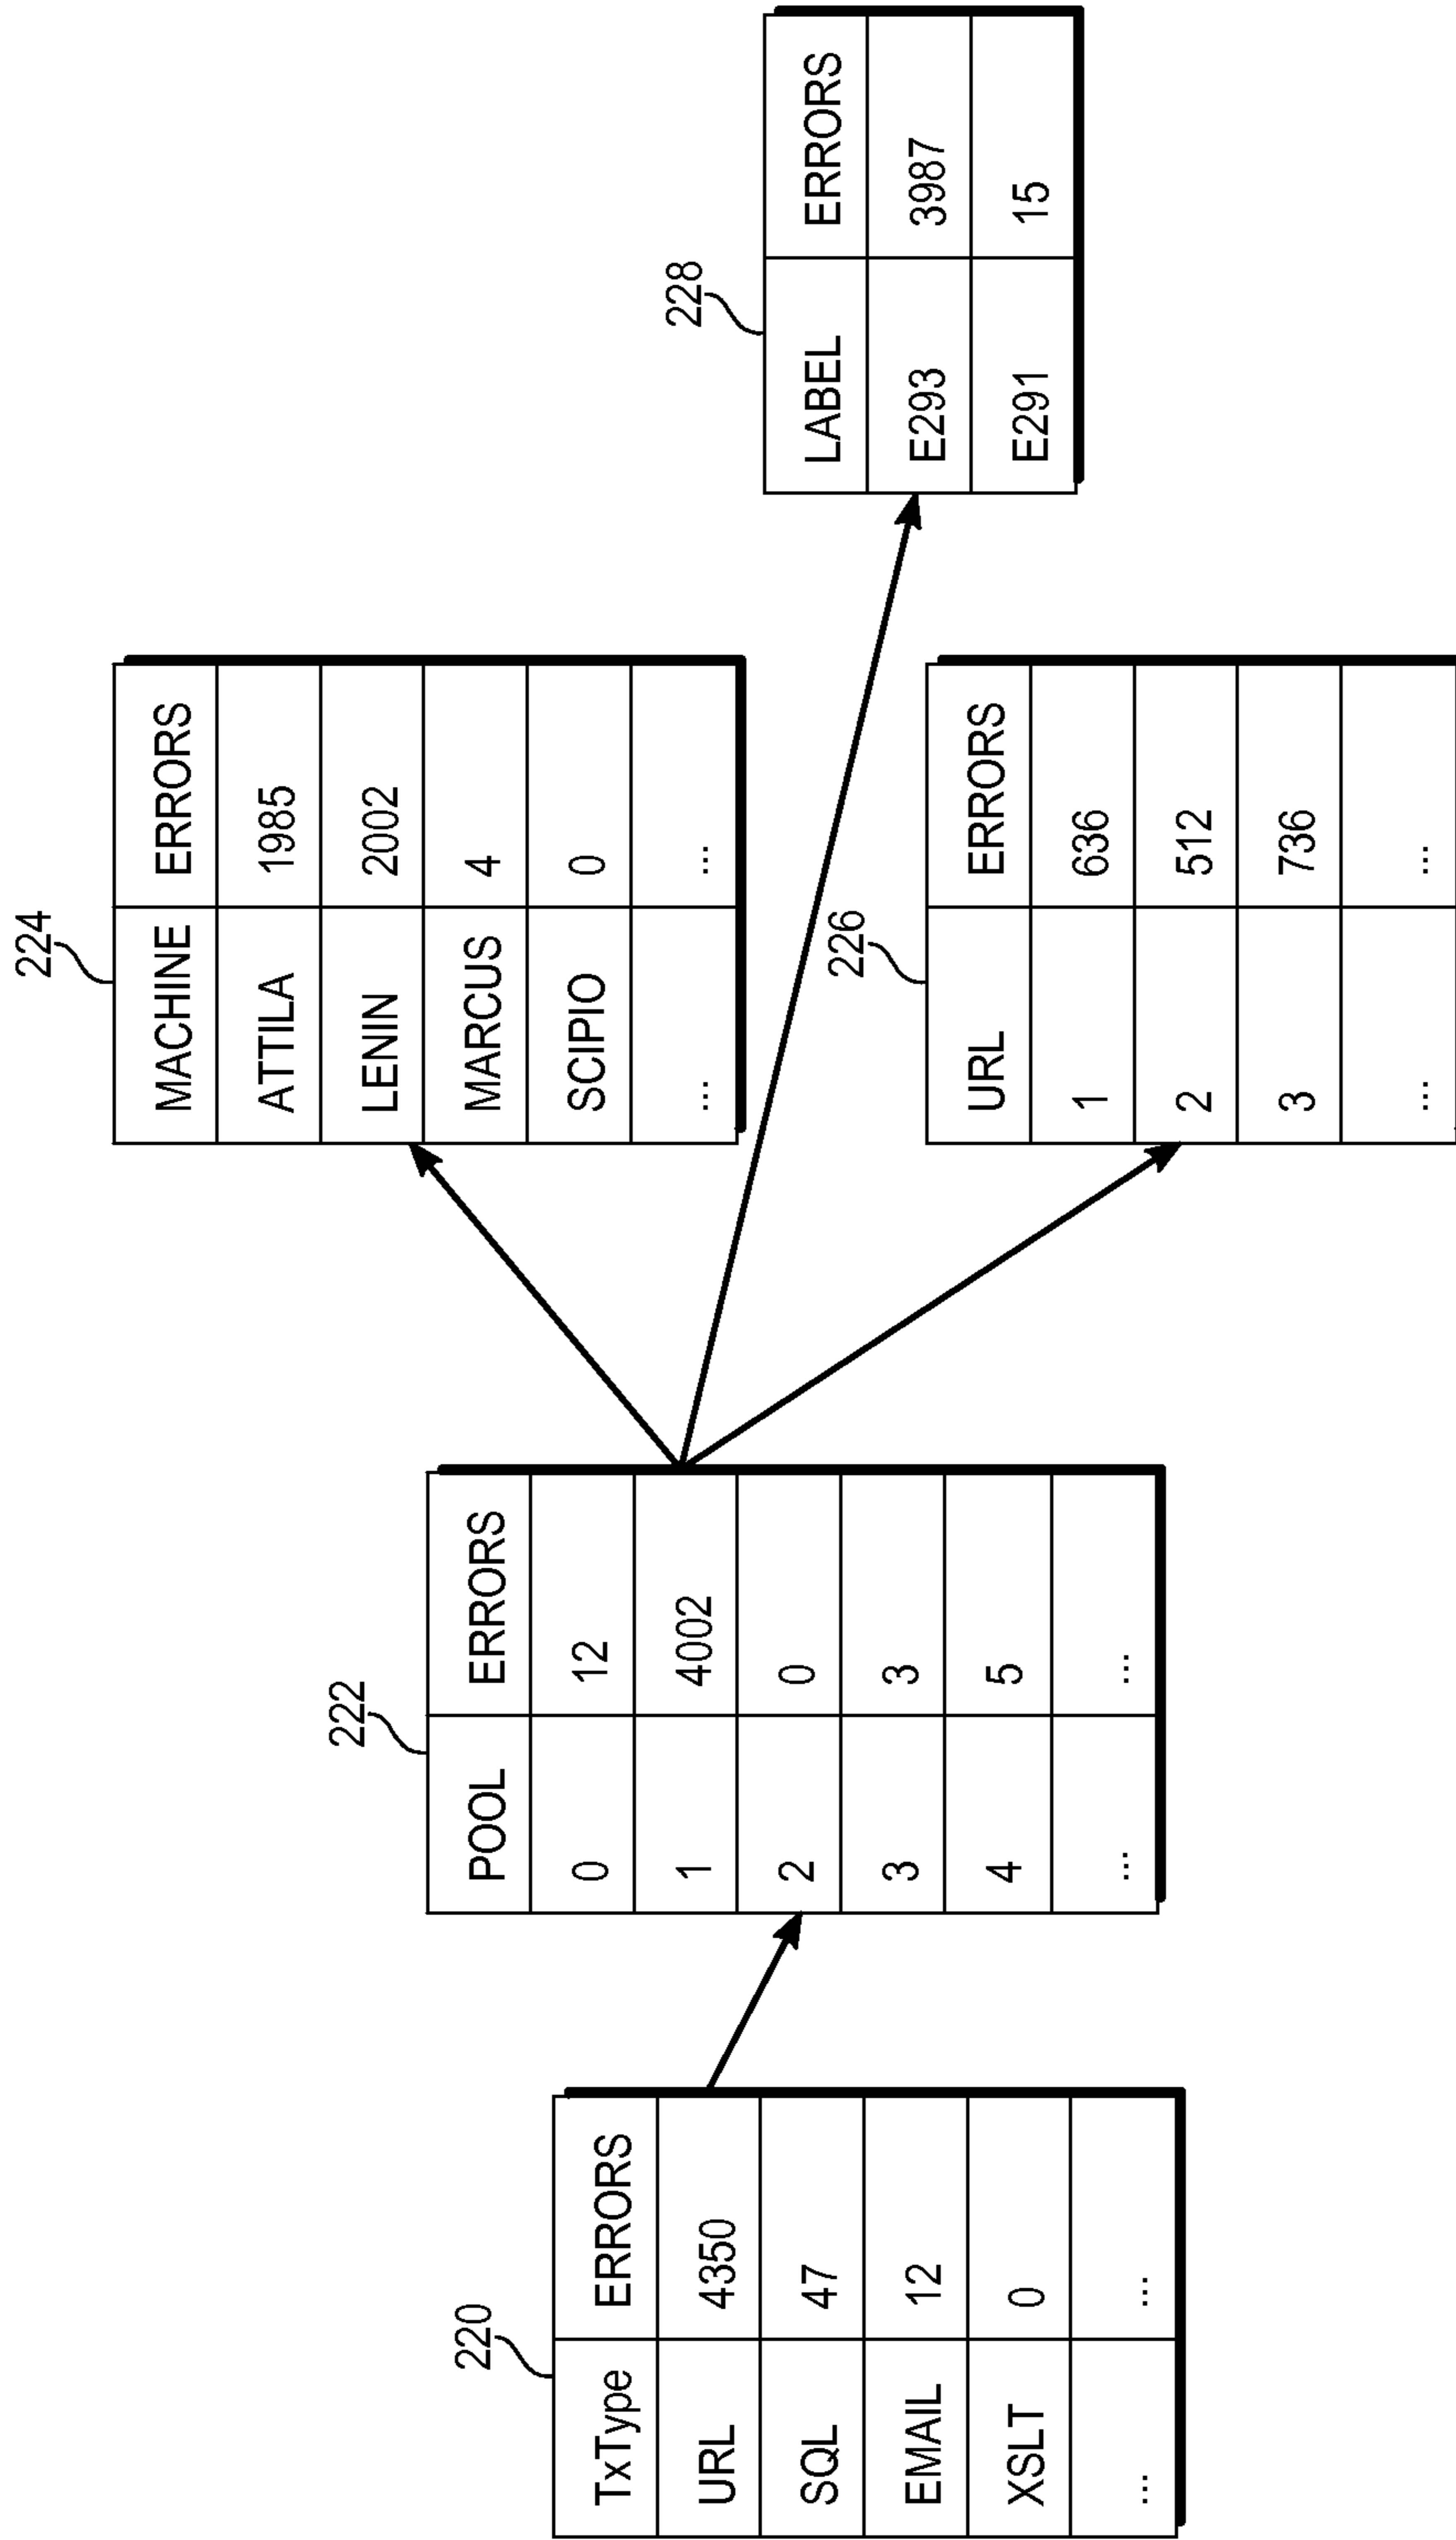 220
TxType ERRORS
URL 4350
SQL 47
EMAIL 12
XSLT 0
... ...
222
POOL ERRORS
0 12
1 4002
2 0
3 3
4 5
... ...
224
MACHINE ERRORS
ATTILA 1985
LENIN 2002
MARCUS 4
SCIPIO 0
... ...
226
URL ERRORS
1 636
2 512
3 736
... ...
228
LABEL ERRORS
E293 3987
E291 15